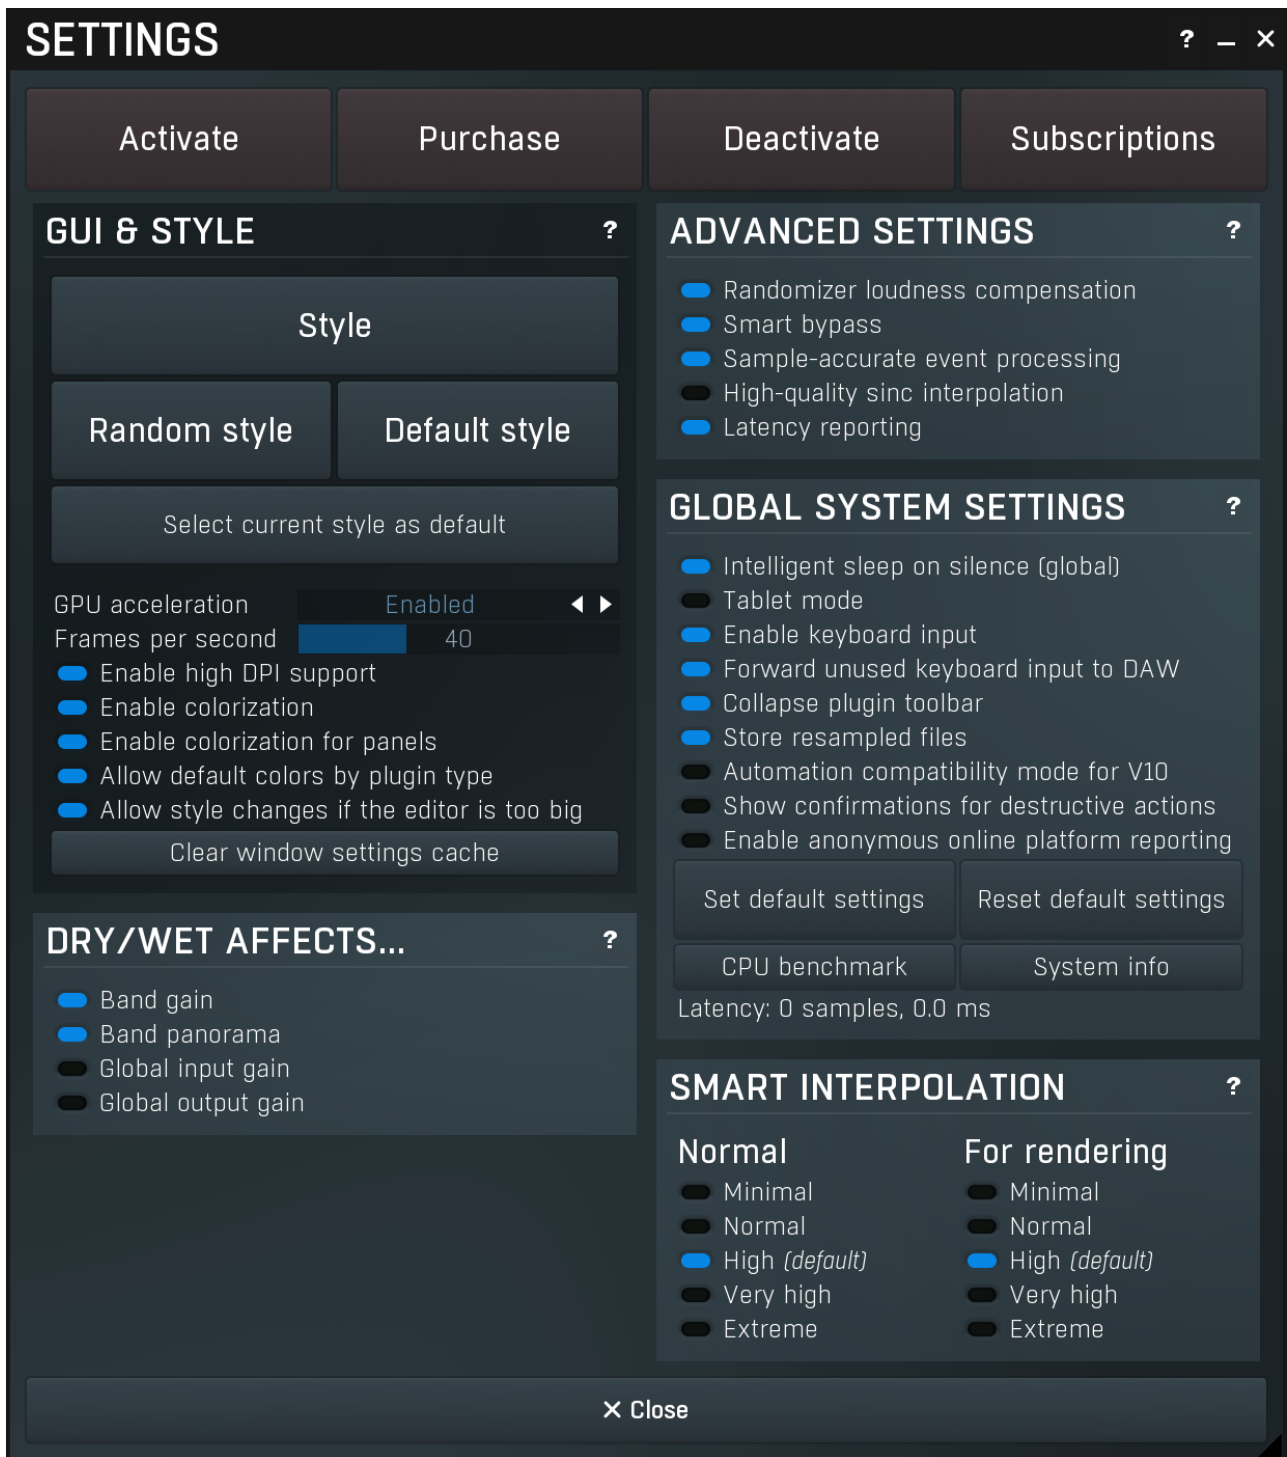 SETTINGS
? _ ×
Activate
Purchase
Deactivate
Subscriptions
GUI & STYLE ?
Style
Random style
Default style
Select current style as default
GPU acceleration Enabled
Frames per second 40
Enable high DPI support
Enable colorization
Enable colorization for panels
Allow default colors by plugin type
Allow style changes if the editor is too big
Clear window settings cache
DRY/WET AFFECTS... ?
Band gain
Band panorama
Global input gain
Global output gain
ADVANCED SETTINGS ?
Randomizer loudness compensation
Smart bypass
Sample-accurate event processing
High-quality sinc interpolation
Latency reporting
GLOBAL SYSTEM SETTINGS ?
Intelligent sleep on silence (global)
Tablet mode
Enable keyboard input
Forward unused keyboard input to DAW
Collapse plugin toolbar
Store resampled files
Automation compatibility mode for V10
Show confirmations for destructive actions
Enable anonymous online platform reporting
Set default settings
Reset default settings
CPU benchmark
System info
Latency: 0 samples, 0.0 ms
SMART INTERPOLATION ?
Normal
Minimal
Normal
High (default)
Very high
Extreme
For rendering
Minimal
Normal
High (default)
Very high
Extreme
× Close